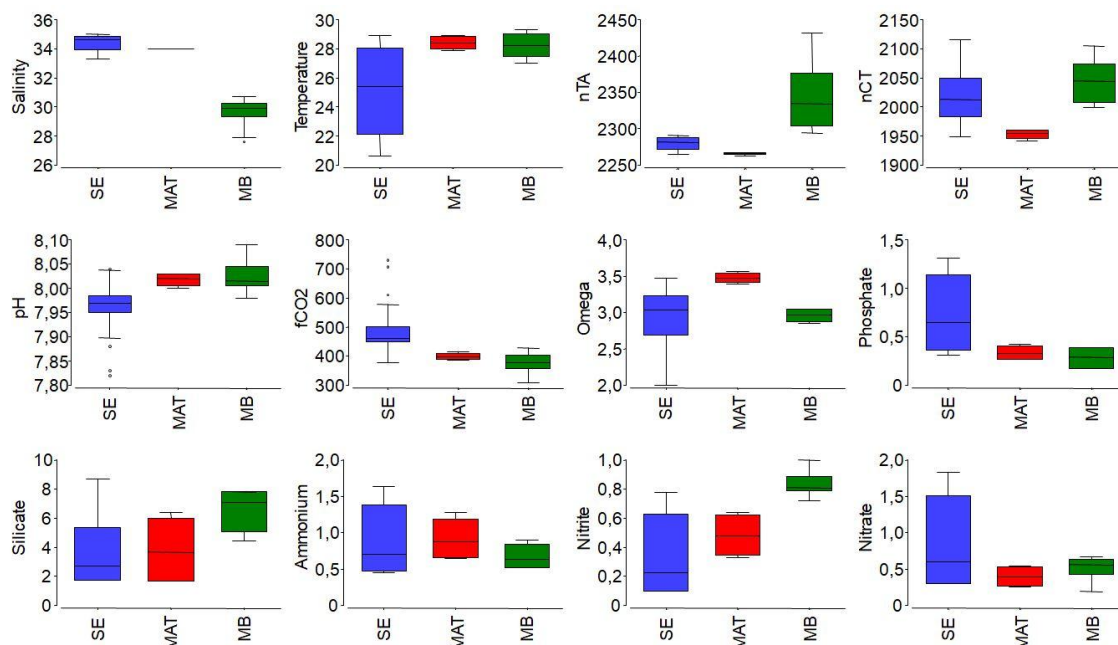 Salinity
36
34
32
30
28
26
SE
MAT
MB
Temperature
30
28
26
24
22
20
SE
MAT
MB
nTA
2450
2400
2350
2300
2250
SE
MAT
MB
nCT
2150
2100
2050
2000
1950
1900
SE
MAT
MB
pH
8,10
8,05
8,00
7,95
7,90
7,85
7,80
SE
MAT
MB
fCO2
800
700
600
500
400
300
SE
MAT
MB
Omega
4,0
3,5
3,0
2,5
2,0
SE
MAT
MB
Phosphate
1,5
1,0
0,5
0
SE
MAT
MB
Silicate
10
8
6
4
2
0
SE
MAT
MB
Ammonium
2,0
1,5
1,0
0,5
0
SE
MAT
MB
Nitrite
1,0
0,8
0,6
0,4
0,2
0
SE
MAT
MB
Nitrate
2,0
1,5
1,0
0,5
0
SE
MAT
MB